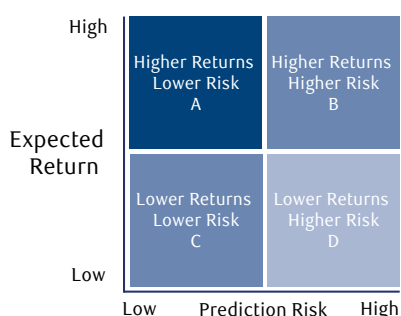 High
Higher Returns
Lower Risk
A
Higher Returns
Higher Risk
B
Expected
Return
Lower Returns
Lower Risk
C
Lower Returns
Higher Risk
D
Low
Low
Prediction Risk
High